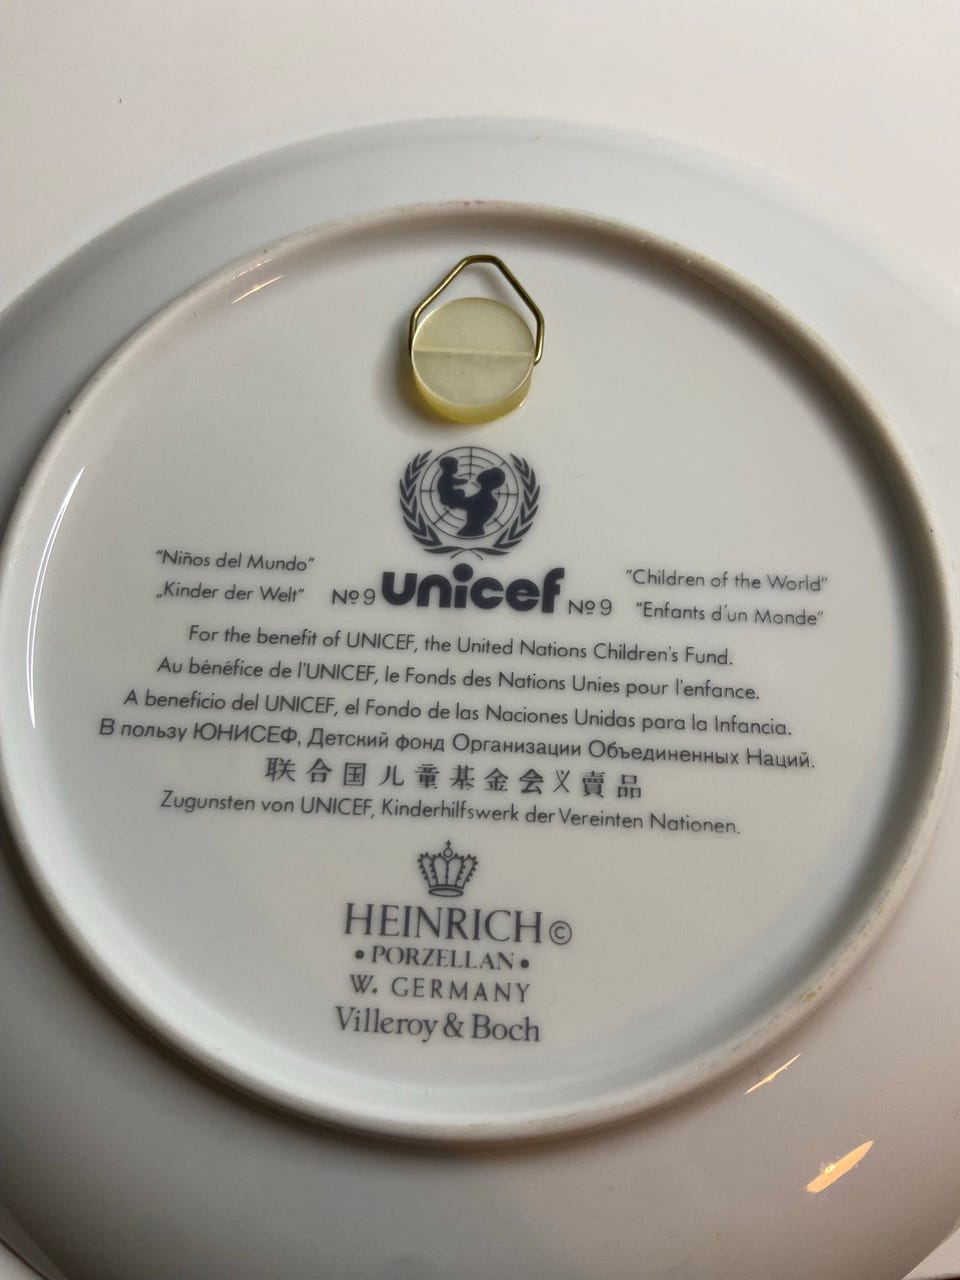 "Niños del Mundo"
„Kinder der Welt"
№ 9 unicef № 9
"Children of the World"
"Enfants d'un Monde"
For the benefit of UNICEF, the United Nations Children's Fund.
Au bénéfice de l'UNICEF, le Fonds des Nations Unies pour l'enfance.
A beneficio del UNICEF, el Fondo de las Naciones Unidas para la Infancia.
В пользу ЮНИСЕФ, Детский фонд Организации Объединенных Наций.
联合国儿童基金会义賣品
Zugunsten von UNICEF, Kinderhilfswerk der Vereinten Nationen.
HEINRICH ©
• PORZELLAN •
W. GERMANY
Villeroy & Boch